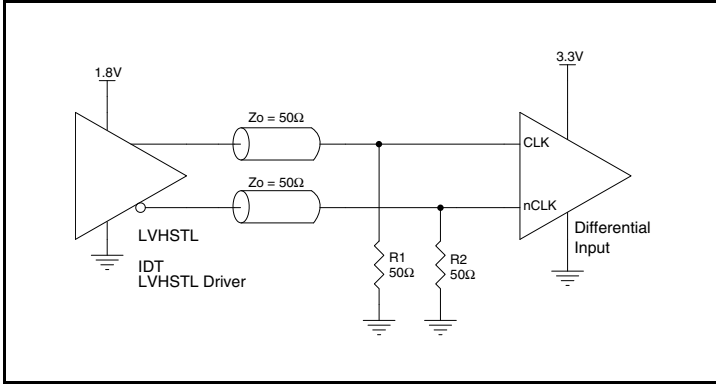 1.8V
3.3V
Zo = 50Ω
CLK
Zo = 50Ω
nCLK
LVHSTL
IDT
LVHSTL Driver
Differential
Input
R1
50Ω
R2
50Ω